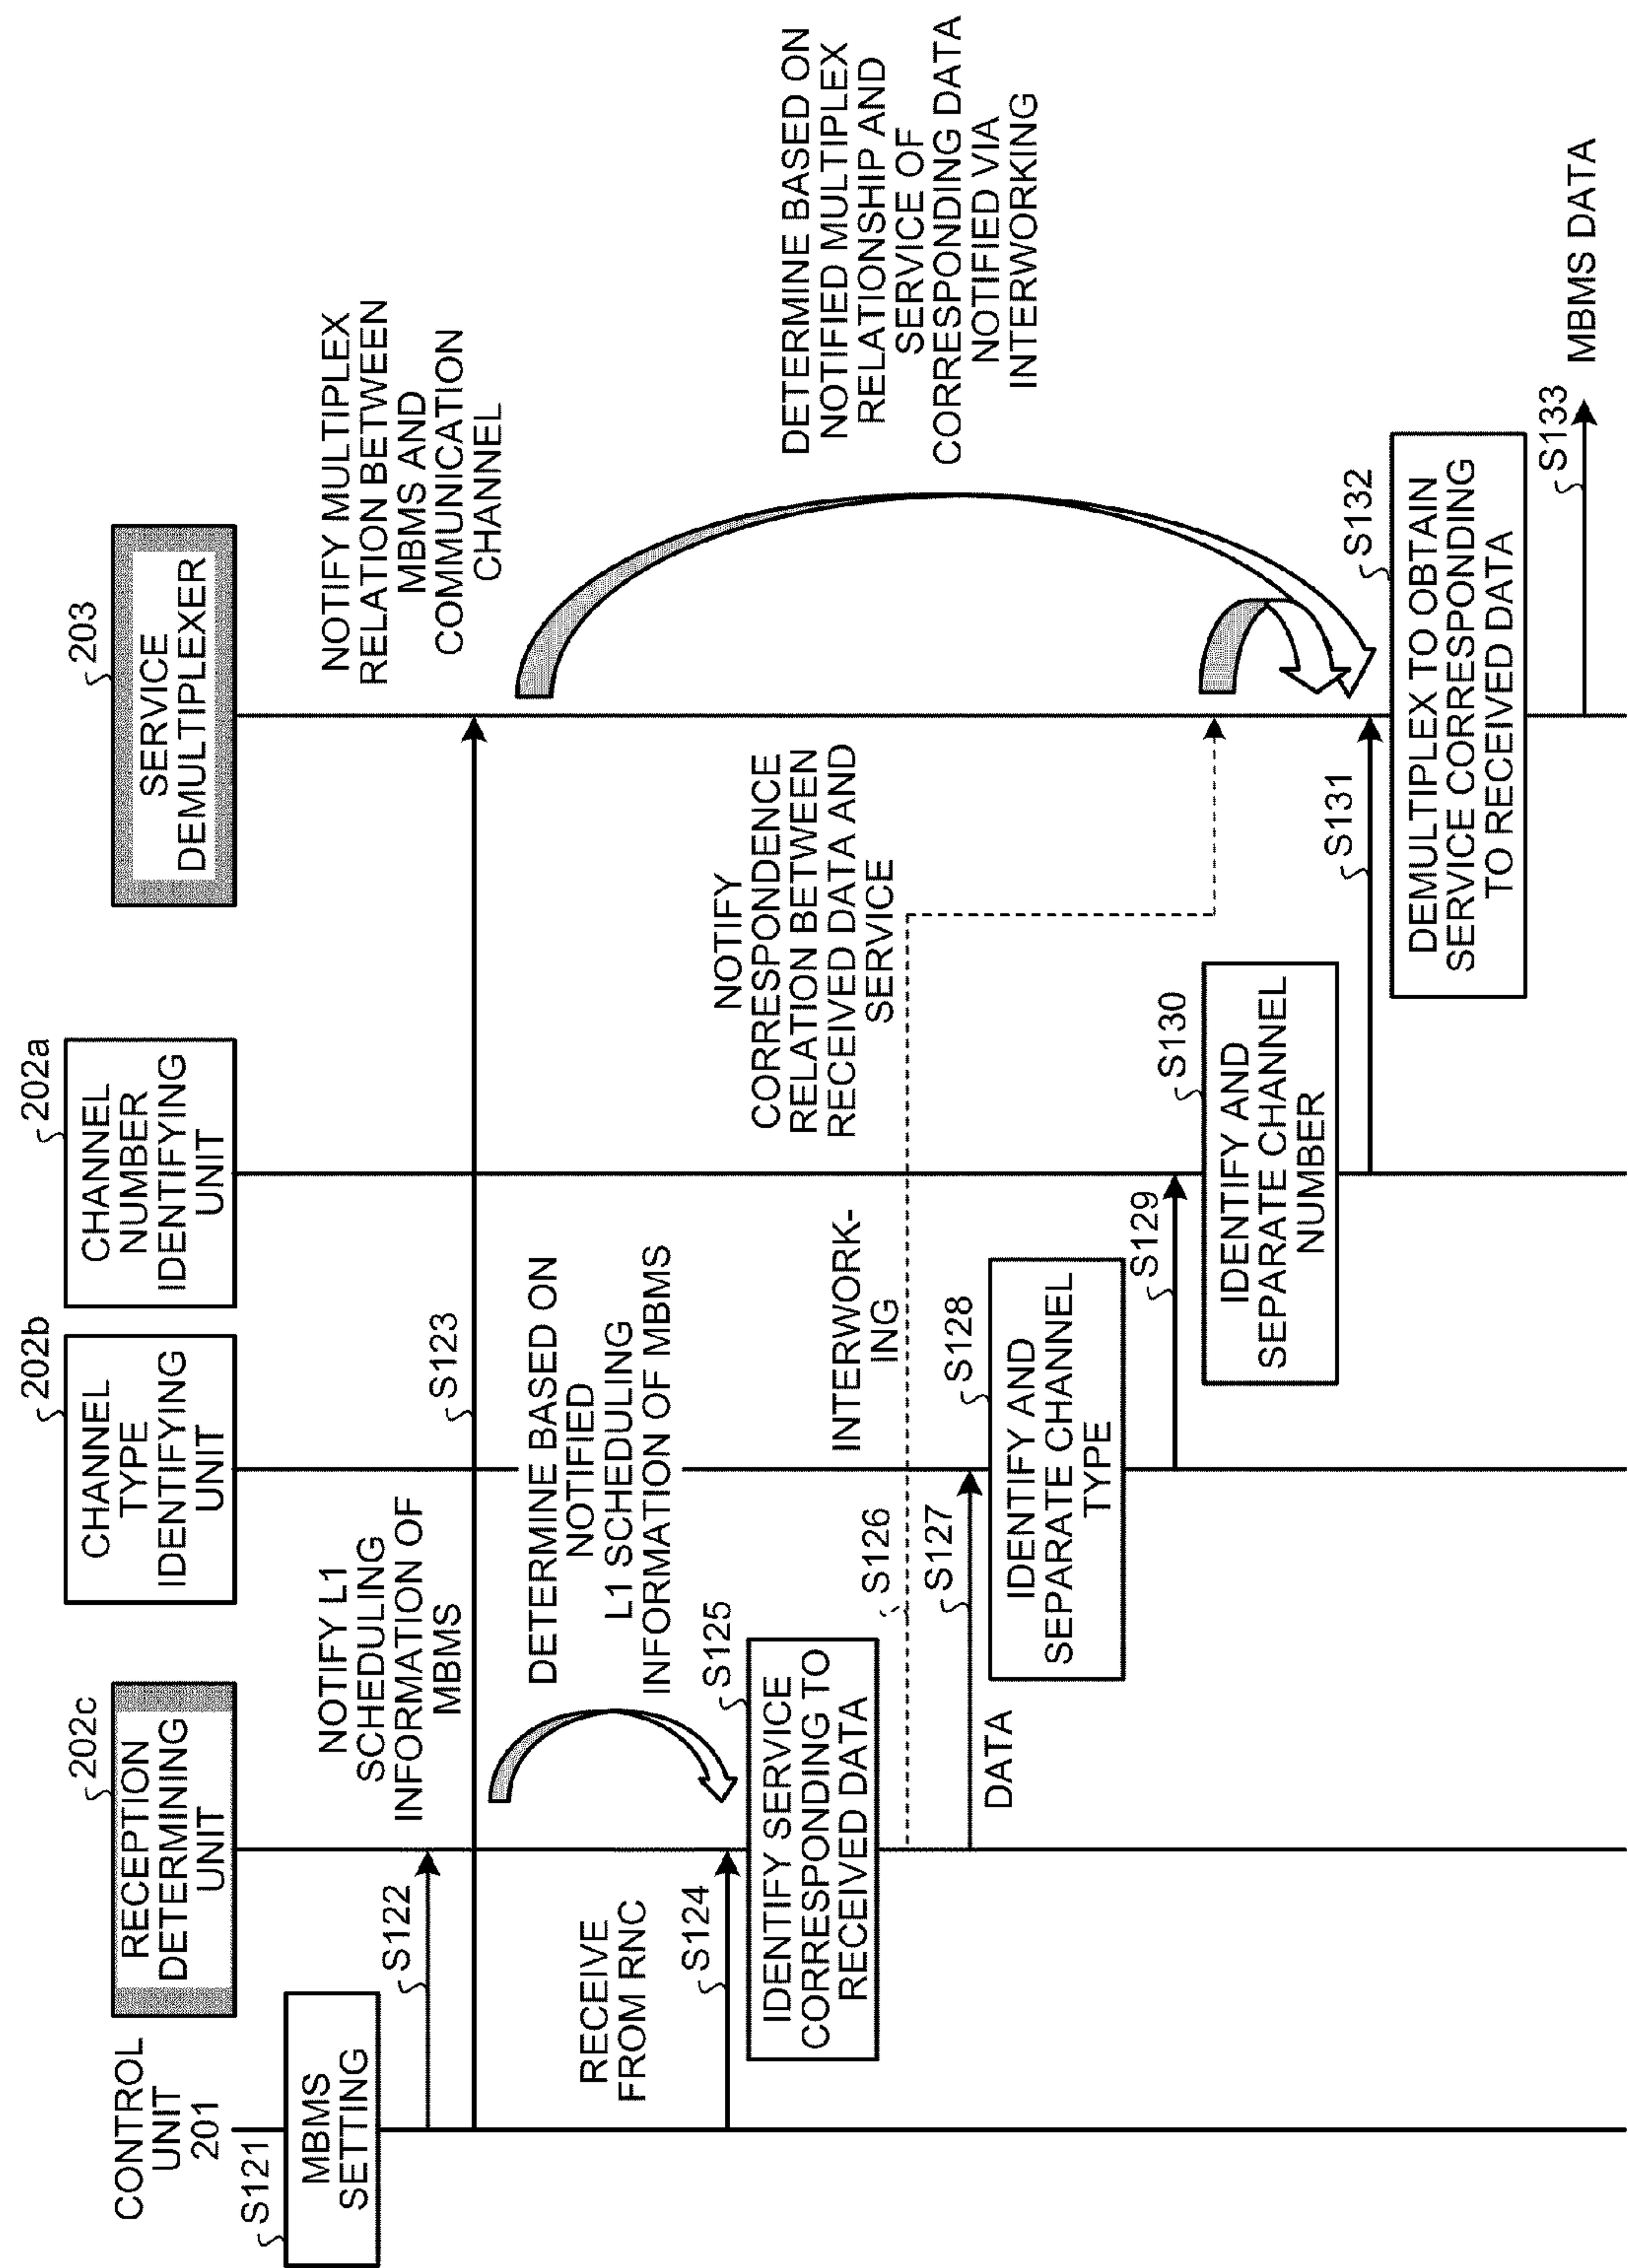 CONTROL
UNIT
201
202c
RECEPTION
DETERMINING
UNIT
202b
CHANNEL
TYPE
IDENTIFYING
UNIT
202a
CHANNEL
NUMBER
IDENTIFYING
UNIT
203
SERVICE
DEMULTIPLEXER
S121
MBMS
SETTING
S122
NOTIFY L1
SCHEDULING
INFORMATION OF
MBMS
S123
NOTIFY MULTIPLEX
RELATION BETWEEN
MBMS AND
COMMUNICATION
CHANNEL
RECEIVE
FROM RNC
S124
DETERMINE BASED ON
NOTIFIED
L1 SCHEDULING
INFORMATION OF MBMS
S125
IDENTIFY SERVICE
CORRESPONDING TO
RECEIVED DATA
S126
INTERWORK-
ING
NOTIFY
CORRESPONDENCE
RELATION BETWEEN
RECEIVED DATA AND
SERVICE
DETERMINE BASED ON
NOTIFIED MULTIPLEX
RELATIONSHIP AND
SERVICE OF
CORRESPONDING DATA
NOTIFIED VIA
INTERWORKING
S127
DATA
S128
IDENTIFY AND
SEPARATE CHANNEL
TYPE
S129
S130
IDENTIFY AND
SEPARATE CHANNEL
NUMBER
S131
S132
DEMULTIPLEX TO OBTAIN
SERVICE CORRESPONDING
TO RECEIVED DATA
S133
MBMS DATA